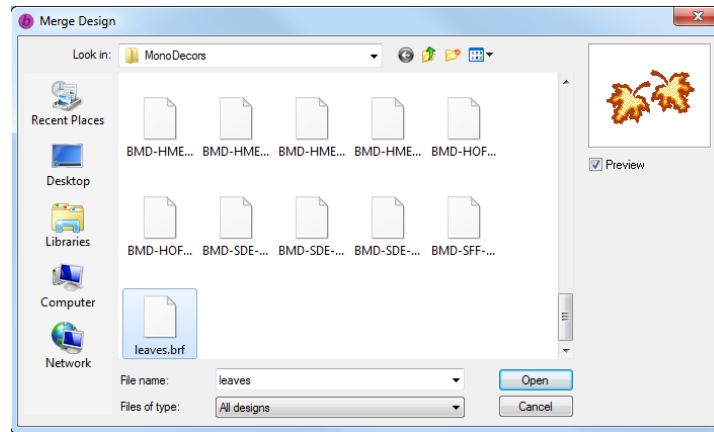 Merge Design
Look in: MonoDecors
Recent Places
Desktop
Libraries
Computer
Network
BMD-HME... BMD-HME... BMD-HME... BMD-HME... BMD-HOF...
BMD-HOF... BMD-SDE-... BMD-SDE-... BMD-SDE-... BMD-SFF-...
leaves.brf
File name: leaves Open
Files of type: All designs Cancel
Preview